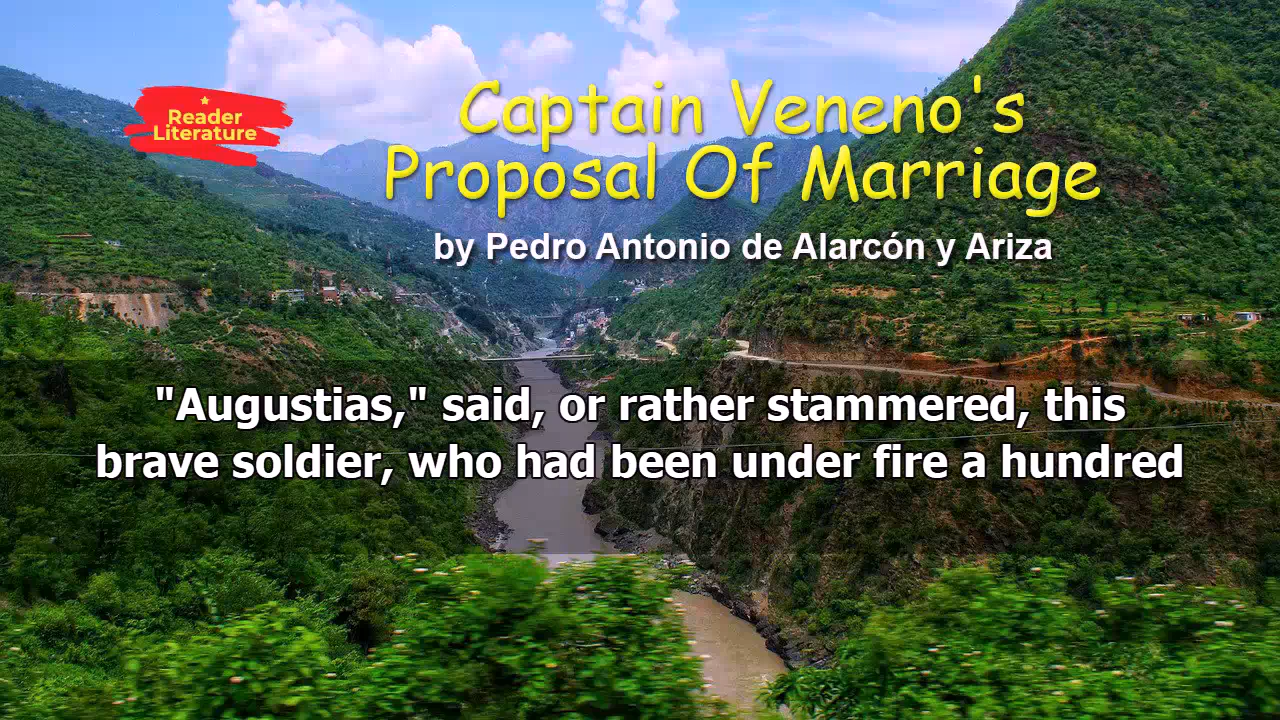 Reader
Literature
Captain Veneno's
Proposal Of Marriage
by Pedro Antonio de Alarcón y Ariza
"Augustias," said, or rather stammered, this
brave soldier, who had been under fire a hundred